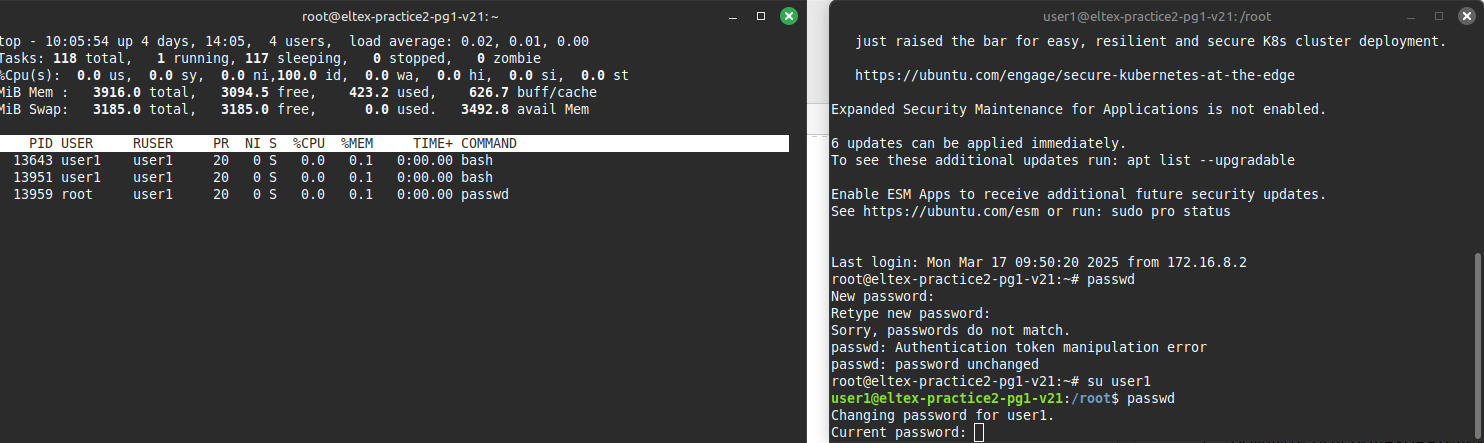 root@eltex-practice2-pg1-v21: ~
top - 10:05:54 up 4 days, 14:05,  4 users,  load average: 0.02, 0.01, 0.00
Tasks: 118 total,   1 running, 117 sleeping,   0 stopped,   0 zombie
%Cpu(s):  0.0 us,  0.0 sy,  0.0 ni,100.0 id,  0.0 wa,  0.0 hi,  0.0 si,  0.0 st
MiB Mem :   3916.0 total,   3094.5 free,    423.2 used,    626.7 buff/cache
MiB Swap:   3185.0 total,   3185.0 free,      0.0 used.   3492.8 avail Mem
PID USER     RUSER     PR  NI S  %CPU  %MEM     TIME+ COMMAND
13643 user1    user1     20   0 S   0.0   0.1   0:00.00 bash
13951 user1    user1     20   0 S   0.0   0.1   0:00.00 bash
13959 root     user1     20   0 S   0.0   0.1   0:00.00 passwd
user1@eltex-practice2-pg1-v21: /root
just raised the bar for easy, resilient and secure K8s cluster deployment.
https://ubuntu.com/engage/secure-kubernetes-at-the-edge
Expanded Security Maintenance for Applications is not enabled.
6 updates can be applied immediately.
To see these additional updates run: apt list --upgradable
Enable ESM Apps to receive additional future security updates.
See https://ubuntu.com/esm or run: sudo pro status
Last login: Mon Mar 17 09:50:20 2025 from 172.16.8.2
root@eltex-practice2-pg1-v21:~# passwd
New password:
Retype new password:
Sorry, passwords do not match.
passwd: Authentication token manipulation error
passwd: password unchanged
root@eltex-practice2-pg1-v21:~# su user1
user1@eltex-practice2-pg1-v21:/root$ passwd
Changing password for user1.
Current password: